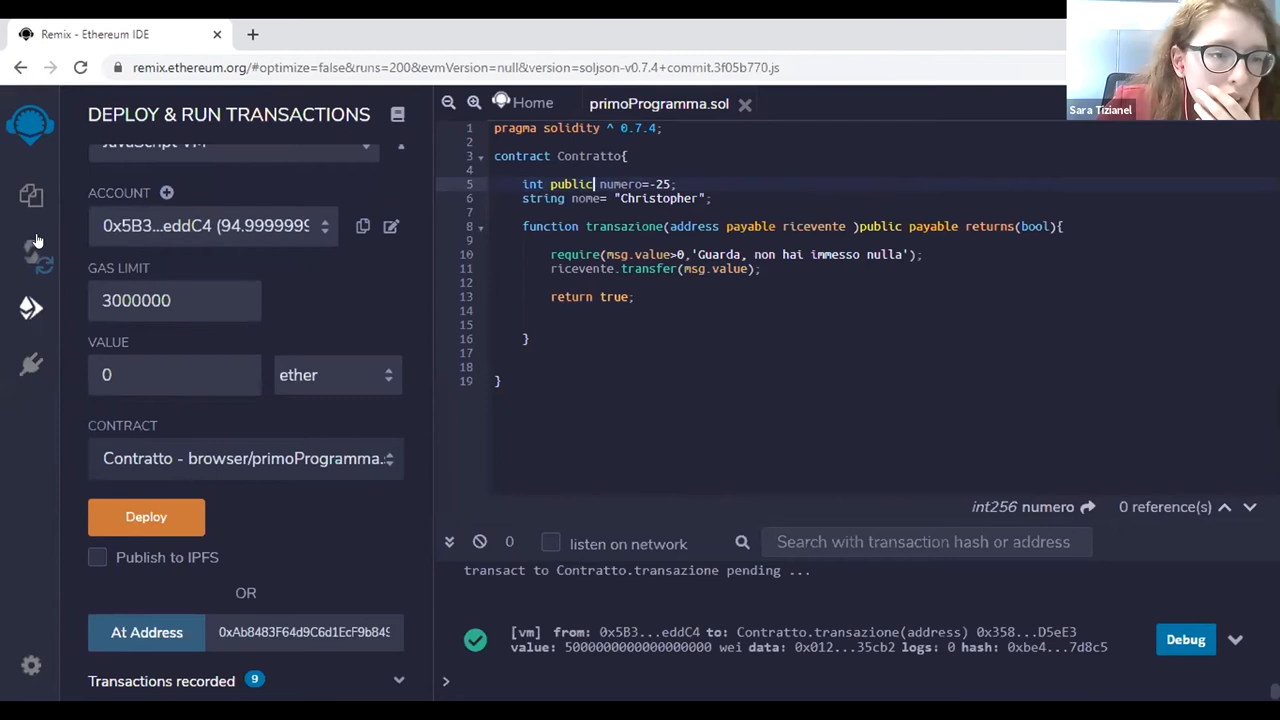 Remix - Ethereum IDE
remix.ethereum.org/#optimize=false&runs=200&evmVersion=null&version=soljson-v0.7.4+commit.3f05b770.js
Sara Tizianel
DEPLOY & RUN TRANSACTIONS
JavaScript VM
ACCOUNT
0x5B3...eddC4 (94.9999999
GAS LIMIT
3000000
VALUE
0
ether
CONTRACT
Contratto - browser/primoProgramma.
Deploy
Publish to IPFS
OR
At Address
0xAb8483F64d9C6d1EcF9b849
Transactions recorded
9
Home
primoProgramma.sol
1 pragma solidity ^ 0.7.4;
2
3 contract Contratto{
4
5 int public numero=-25;
6 string nome= "Christopher";
7
8 function transazione(address payable ricevente )public payable returns(bool){
9
10 require(msg.value>0,'Guarda, non hai immesso nulla');
11 ricevente.transfer(msg.value);
12
13 return true;
14
15
16 }
17
18
19 }
int256 numero
0 reference(s)
0
listen on network
Search with transaction hash or address
transact to Contratto.transazione pending ...
[vm] from: 0x5B3...eddC4 to: Contratto.transazione(address) 0x358...D5eE3
value: 5000000000000000000 wei data: 0x012...35cb2 logs: 0 hash: 0xbe4...7d8c5
Debug
>